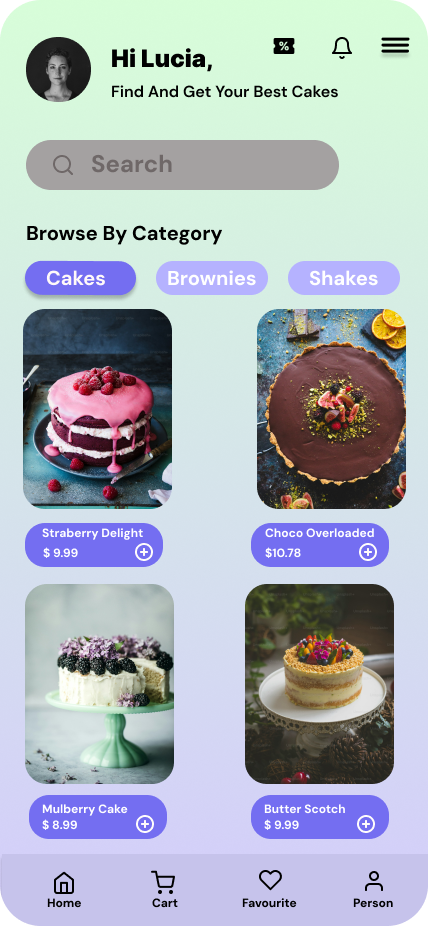 Hi Lucia,
%
Find And Get Your Best Cakes
Search
Browse By Category
Cakes
Brownies
Shakes
Straberry Delight
$ 9.99
Choco Overloaded
$10.78
Mulberry Cake
$ 8.99
Butter Scotch
$ 9.99
Home
Cart
Favourite
Person